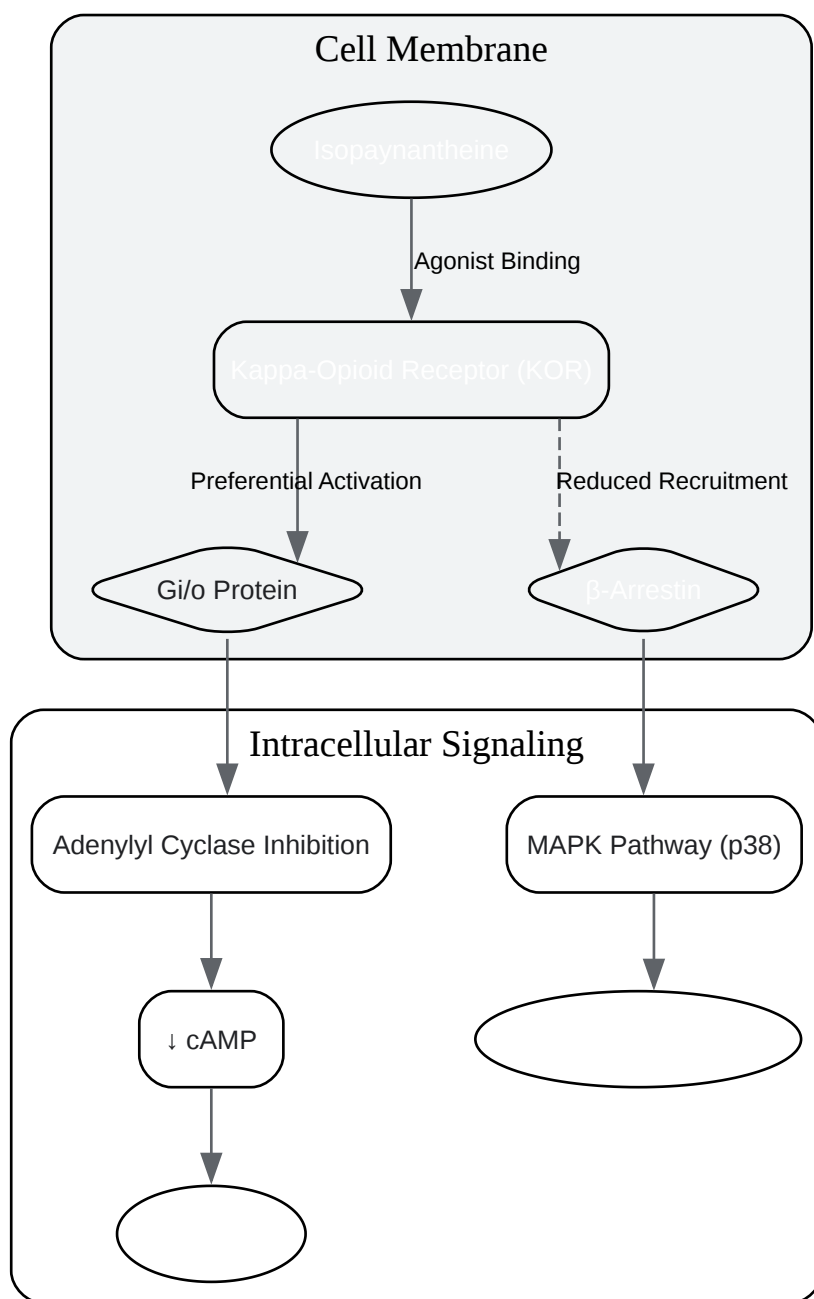 Cell Membrane
Isopaynantheine
Agonist Binding
Kappa-Opioid Receptor (KOR)
Preferential Activation
Reduced Recruitment
Gi/o Protein
β-Arrestin
Intracellular Signaling
Adenylyl Cyclase Inhibition
MAPK Pathway (p38)
↓ cAMP